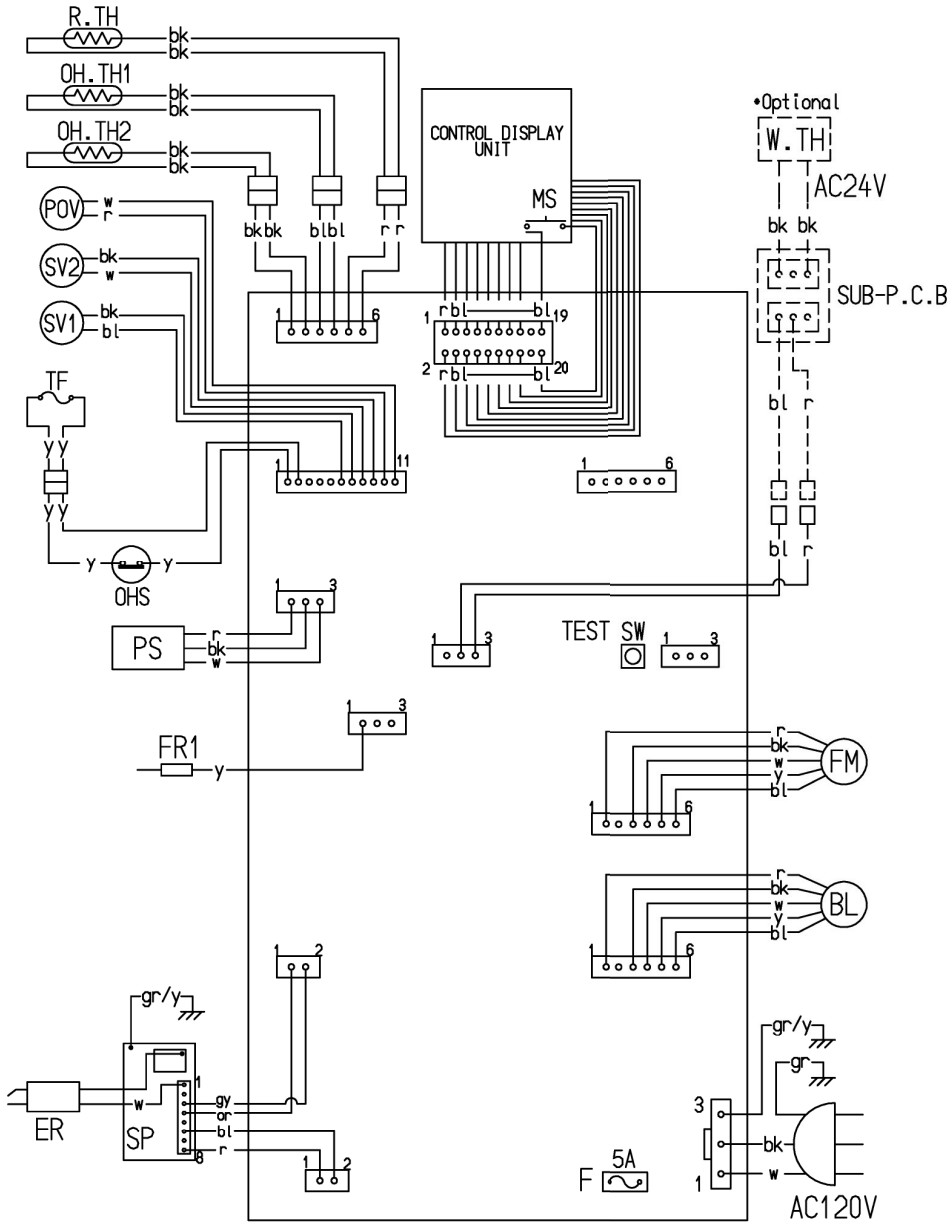 R.TH
bk
bk
OH.TH1
bk
bk
OH.TH2
bk
bk
POV
w
r
SV2
bk
w
SV1
bk
bl
bk bk
bl bl
r r
CONTROL DISPLAY
UNIT
MS
•Optional
W.TH
AC24V
bk bk
SUB-P.C.B
bl r
bl r
1 6
r bl bl
1 19
2 20
r bl bl
TF
y y
y y
y y
OHS
1 11
1 6
1 3
PS
r
bk
w
1 3
TEST SW
1 3
1 3
FR1
y
r
bk
w
y
bl
FM
1 6
r
bk
w
y
bl
BL
1 6
1 2
gr/y
1
w
gy
or
bl
r
8
ER
SP
1 2
gr/y
gr
3
bk
w
1
5A
F
AC120V